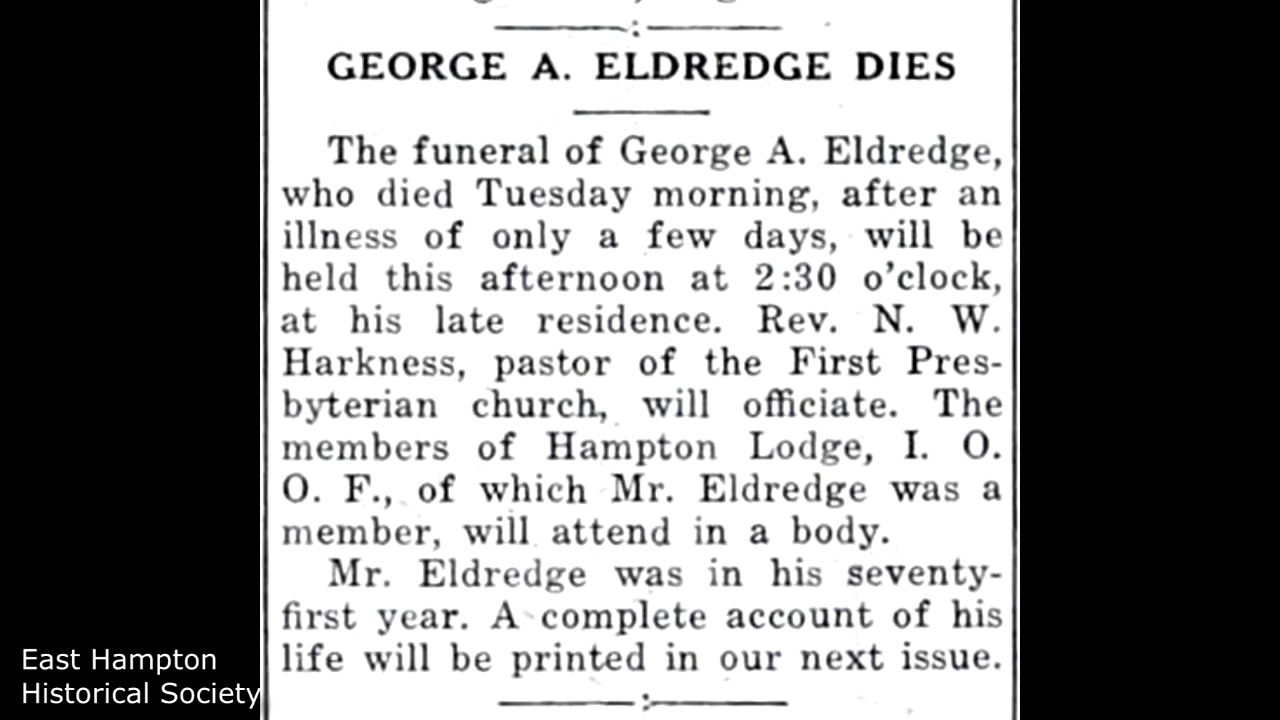 GEORGE A. ELDREDGE DIES
The funeral of George A. Eldredge,
who died Tuesday morning, after an
illness of only a few days, will be
held this afternoon at 2:30 o'clock,
at his late residence. Rev. N. W.
Harkness, pastor of the First Pres-
byterian church, will officiate. The
members of Hampton Lodge, I. O.
O. F., of which Mr. Eldredge was a
member, will attend in a body.
Mr. Eldredge was in his seventy-
first year. A complete account of his
life will be printed in our next issue.
East Hampton
Historical Society